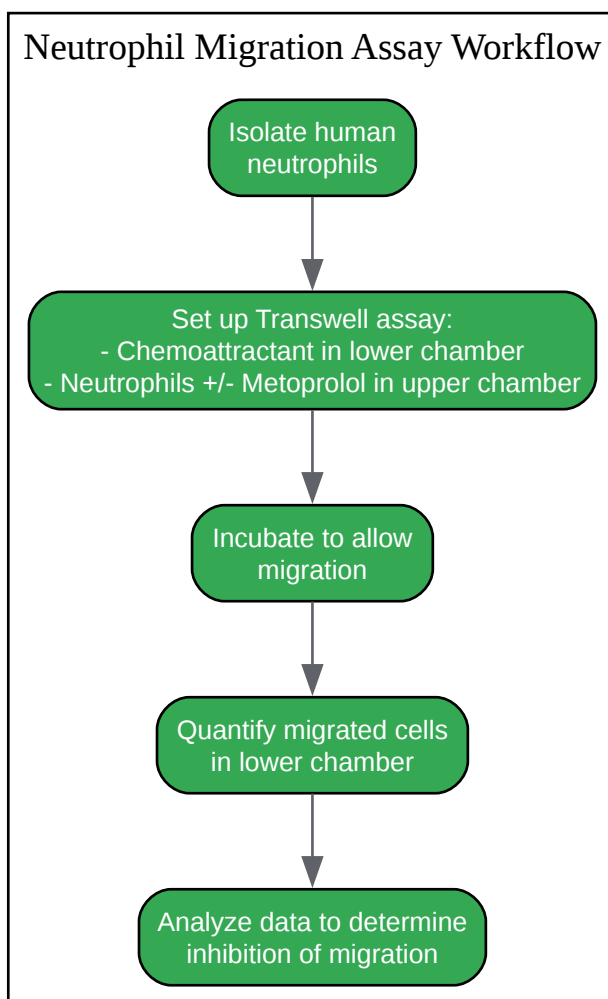 Neutrophil Migration Assay Workflow
Isolate human
neutrophils
Set up Transwell assay:
- Chemoattractant in lower chamber
- Neutrophils +/- Metoprolol in upper chamber
Incubate to allow
migration
Quantify migrated cells
in lower chamber
Analyze data to determine
inhibition of migration